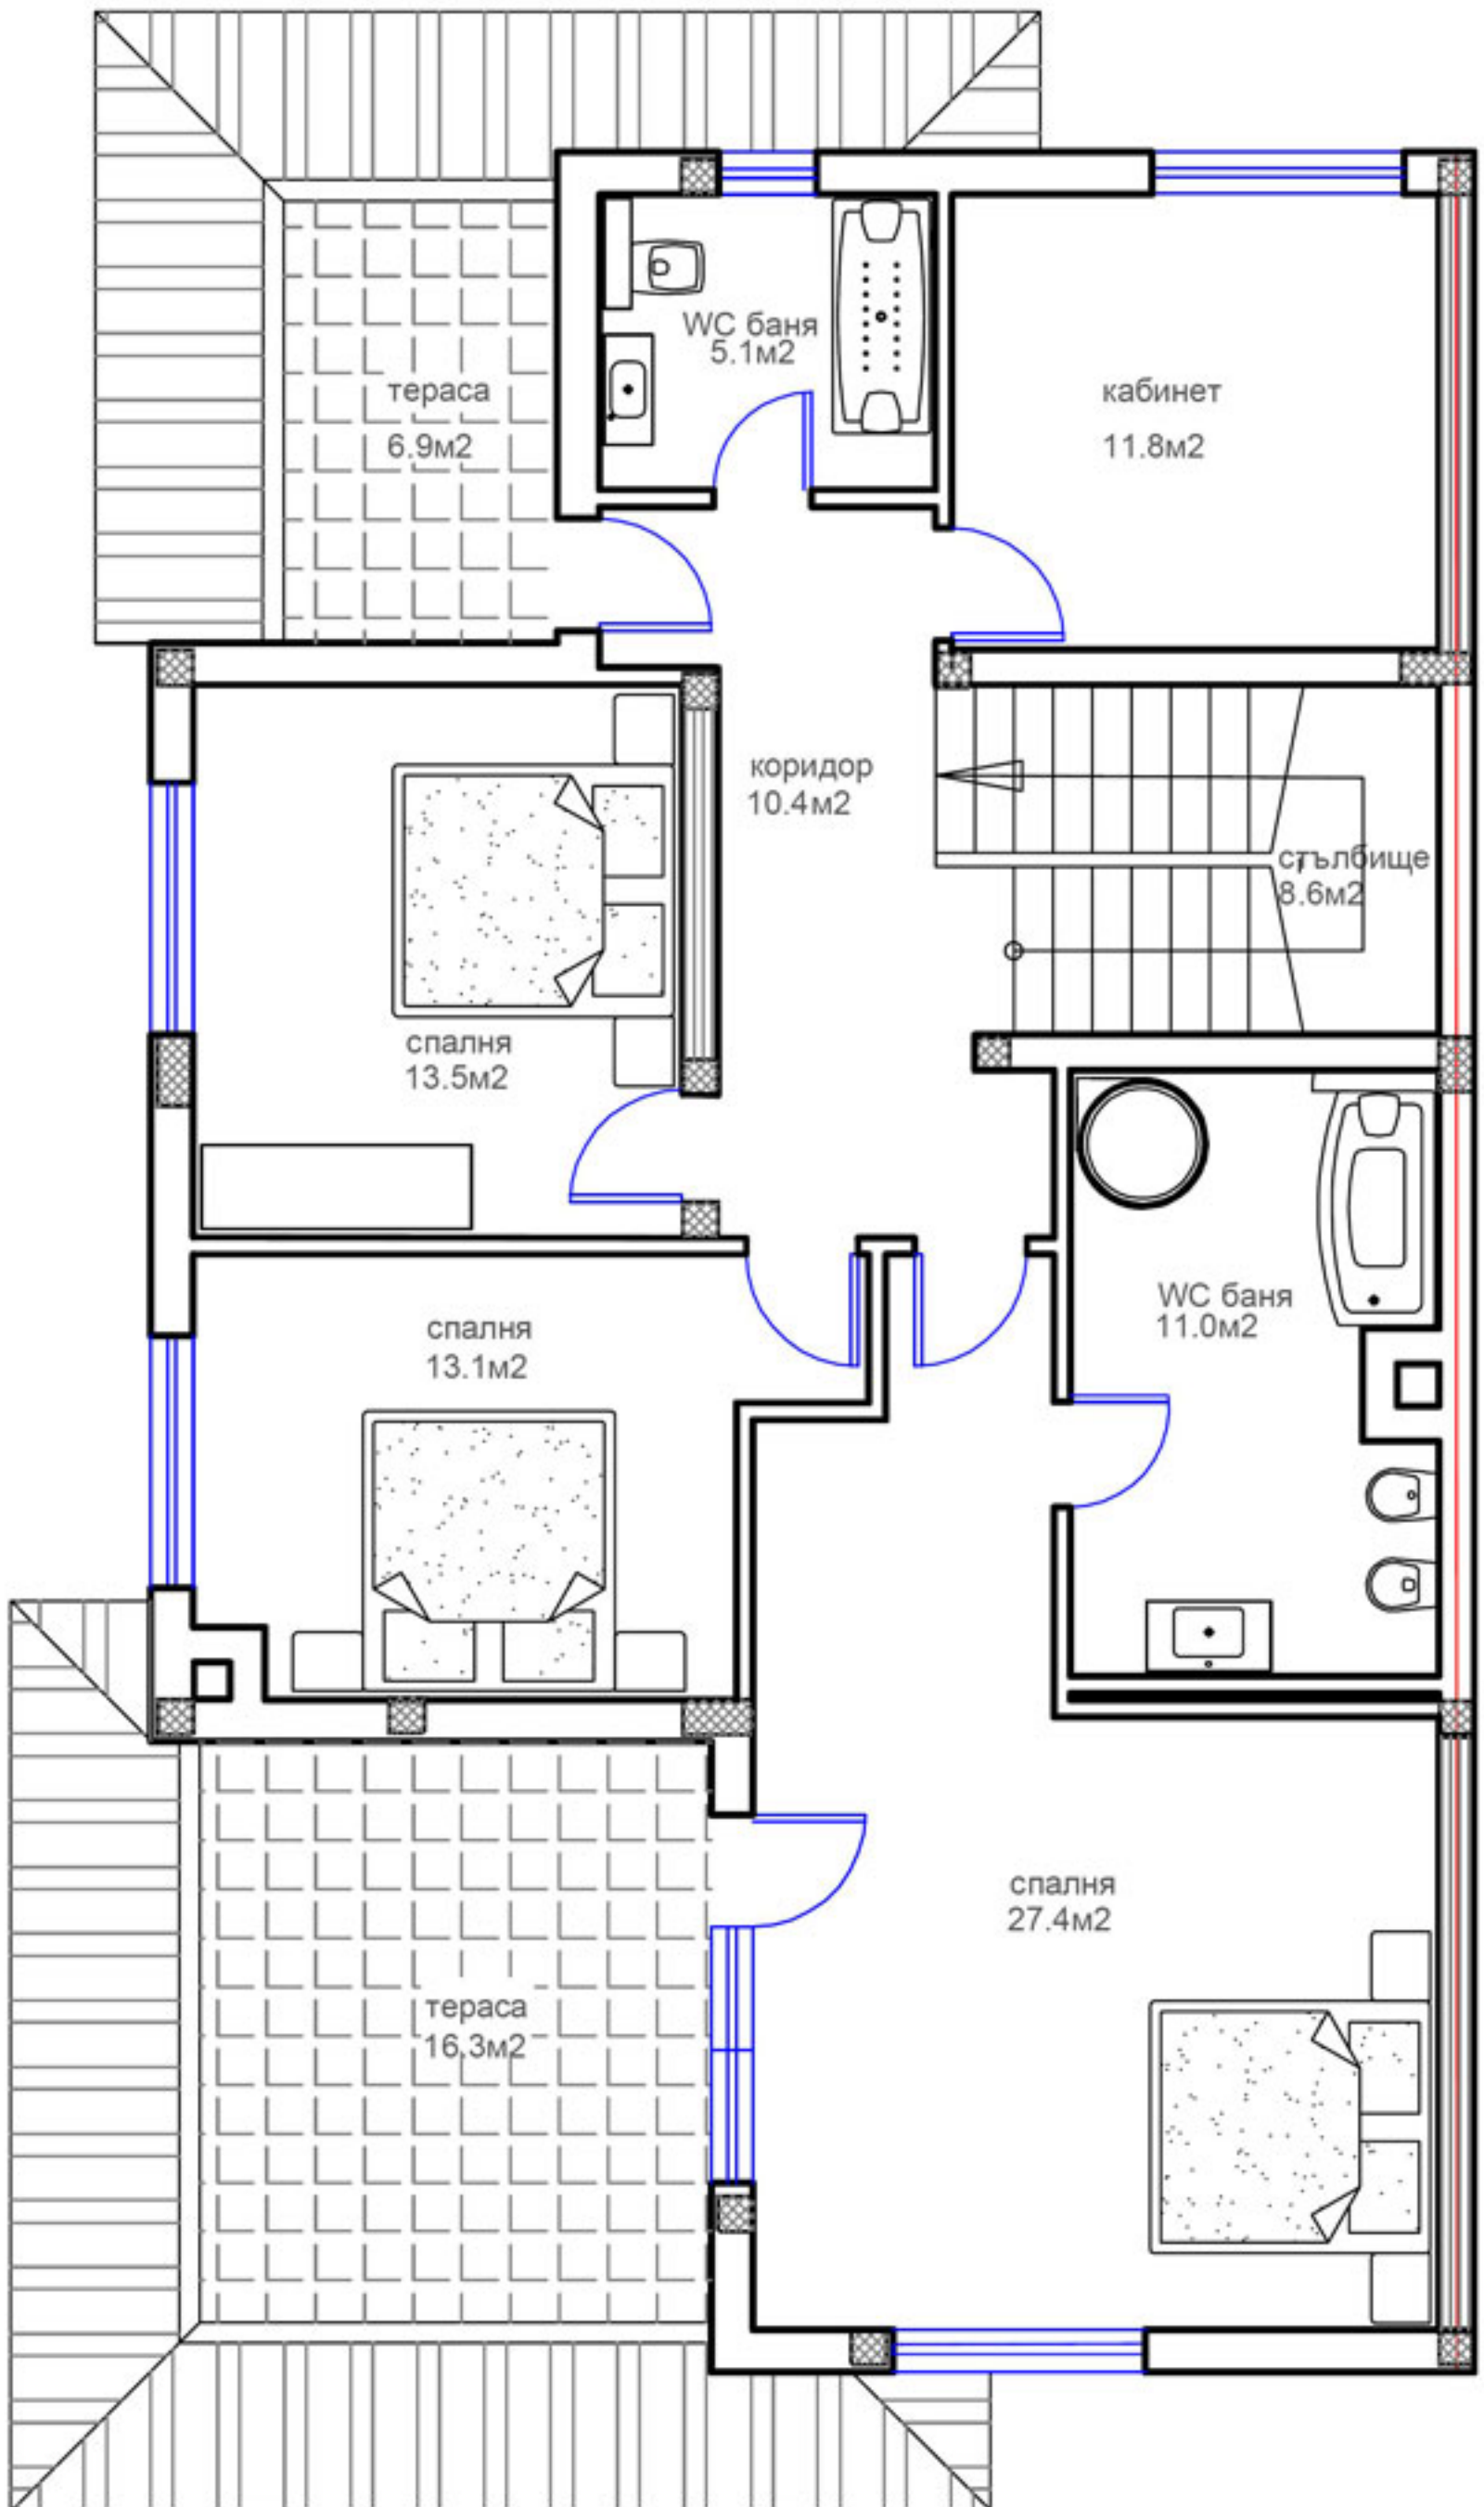 WC баня
5.1м2
тераса
6.9м2
кабинет
11.8м2
коридор
10.4м2
стълбище
8.6м2
спалня
13.5м2
WC баня
11.0м2
спалня
13.1м2
спалня
27.4м2
тераса
16.3м2